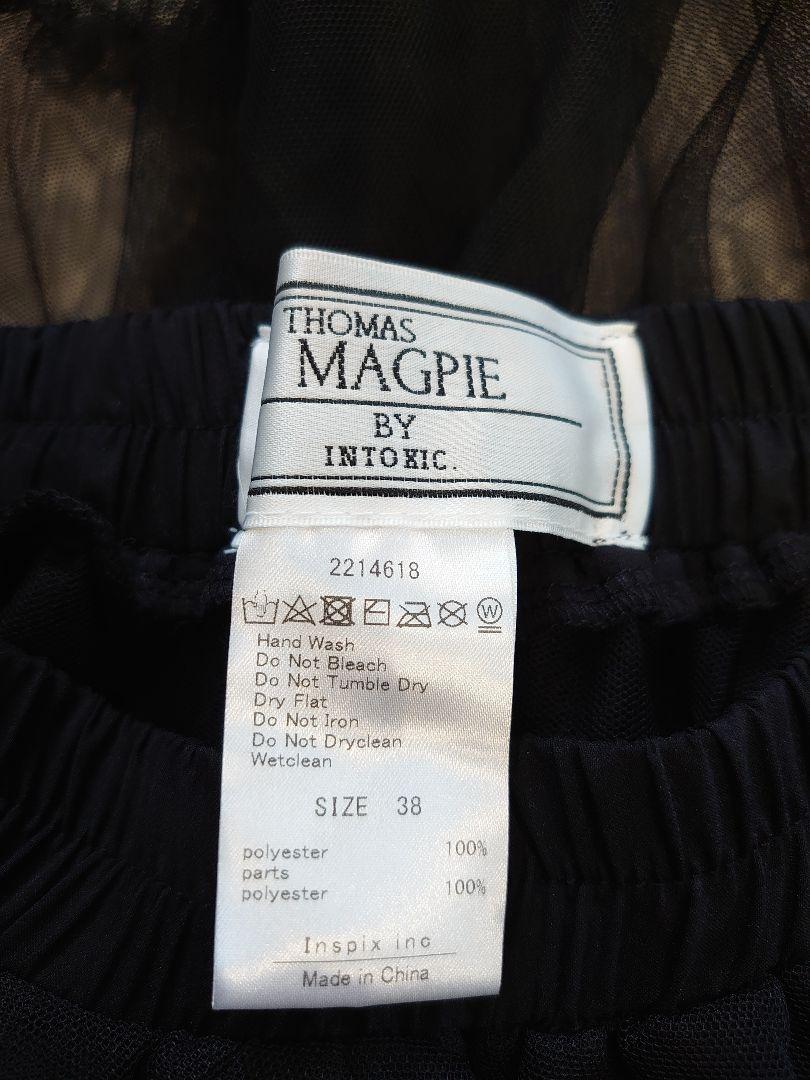 THOMAS
MAGPIE
BY
INTOXIC.
2214618
W
Hand Wash
Do Not Bleach
Do Not Tumble Dry
Dry Flat
Do Not Iron
Do Not Dryclean
Wetclean
SIZE 38
polyester 100%
parts
polyester 100%
Inspix inc
Made in China